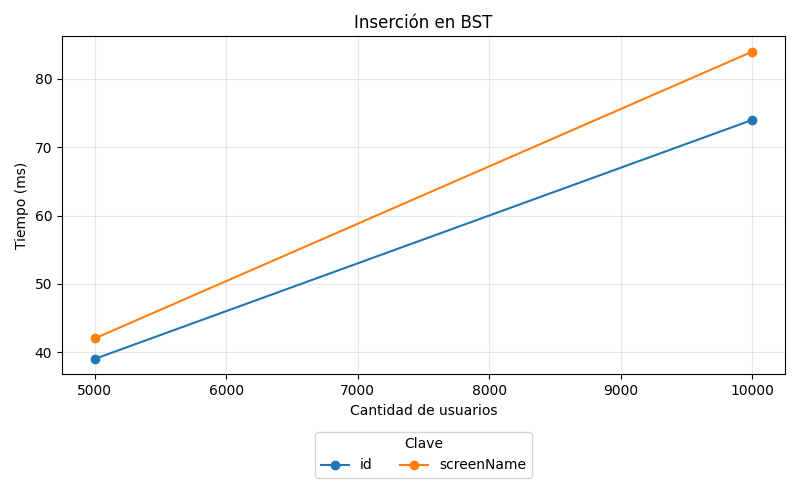 Inserción en BST
Tiempo (ms)
80
70
60
50
40
5000 6000 7000 8000 9000 10000
Cantidad de usuarios
Clave
id screenName